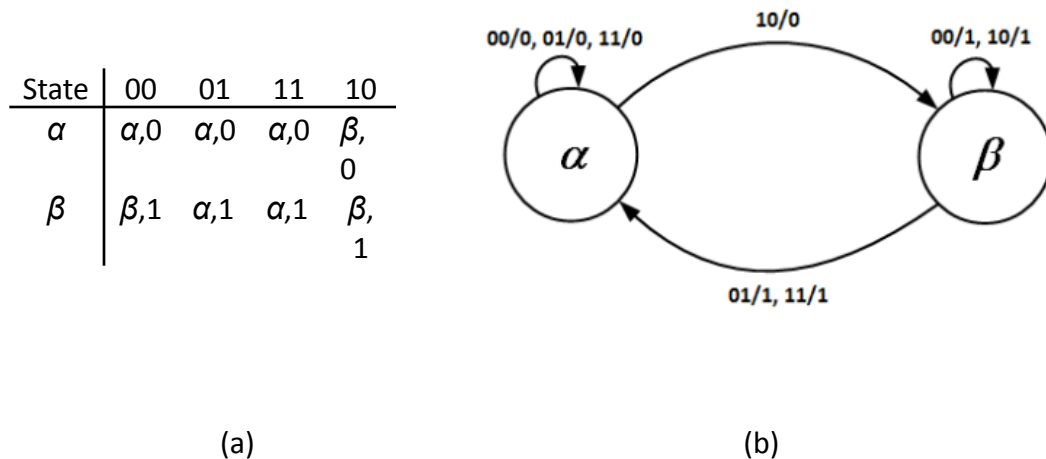 State 00 01 11 10
α α,0 α,0 α,0 β,
0
β β,1 α,1 α,1 β,
1
00/0, 01/0, 11/0
10/0
00/1, 10/1
α
β
01/1, 11/1
(a)
(b)